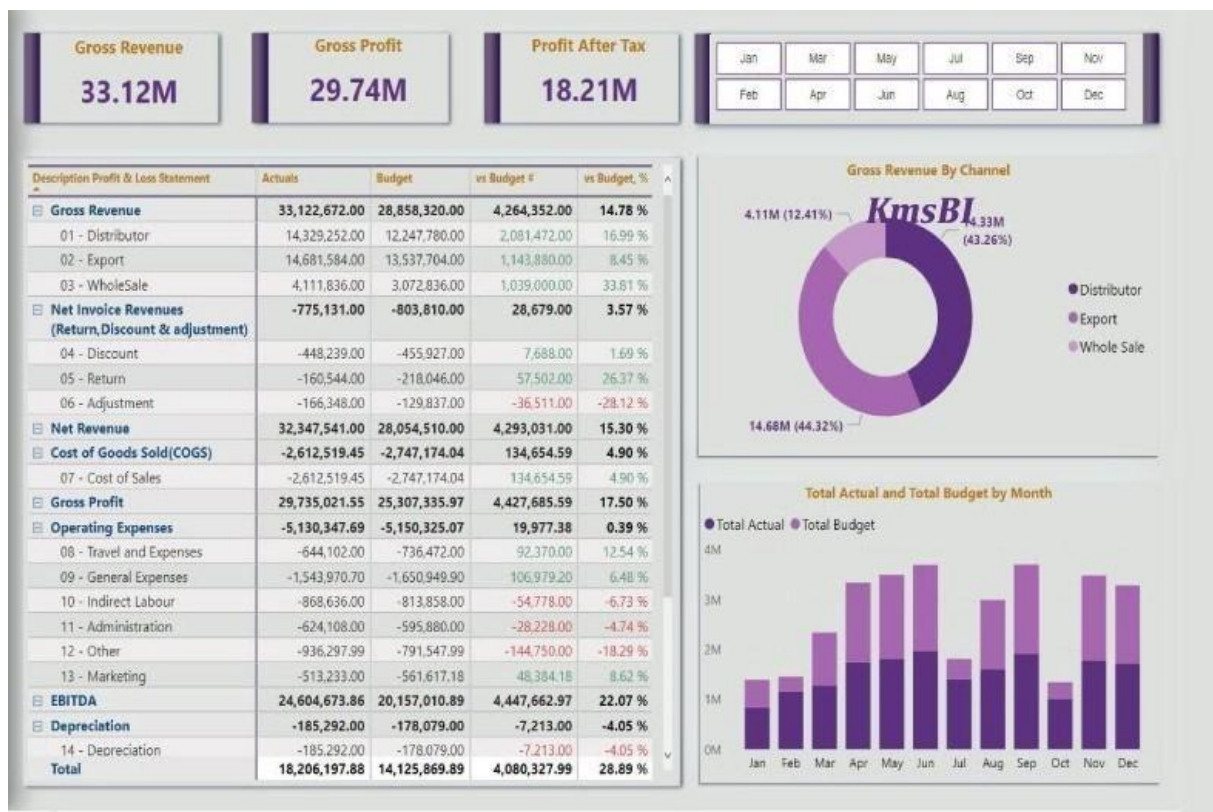 Gross Revenue
33.12M
Gross Profit
29.74M
Profit After Tax
18.21M
Jan Mar May Jul Sep Nov
Feb Apr Jun Aug Oct Dec
Description Profit & Loss Statement Actuals Budget vs Budget # vs Budget, %
Gross Revenue 33,122,672.00 28,858,320.00 4,264,352.00 14.78 %
01 - Distributor 14,329,252.00 12,247,780.00 2,081,472.00 16.99 %
02 - Export 14,681,584.00 13,537,704.00 1,143,880.00 8.45 %
03 - WholeSale 4,111,836.00 3,072,836.00 1,039,000.00 33.81 %
Net Invoice Revenues -775,131.00 -803,810.00 28,679.00 3.57 %
(Return,Discount & adjustment)
04 - Discount -448,239.00 -455,927.00 7,688.00 1.69 %
05 - Return -160,544.00 -218,046.00 57,502.00 26.37 %
06 - Adjustment -166,348.00 -129,837.00 -36,511.00 -28.12 %
Net Revenue 32,347,541.00 28,054,510.00 4,293,031.00 15.30 %
Cost of Goods Sold(COGS) -2,612,519.45 -2,747,174.04 134,654.59 4.90 %
07 - Cost of Sales -2,612,519.45 -2,747,174.04 134,654.59 4.90 %
Gross Profit 29,735,021.55 25,307,335.97 4,427,685.59 17.50 %
Operating Expenses -5,130,347.69 -5,150,325.07 19,977.38 0.39 %
08 - Travel and Expenses -644,102.00 -736,472.00 92,370.00 12.54 %
09 - General Expenses -1,543,970.70 -1,650,949.90 106,979.20 6.48 %
10 - Indirect Labour -868,636.00 -813,858.00 -54,778.00 -6.73 %
11 - Administration -624,108.00 -595,880.00 -28,228.00 -4.74 %
12 - Other -936,297.99 -791,547.99 -144,750.00 -18.29 %
13 - Marketing -513,233.00 -561,617.18 48,384.18 8.62 %
EBITDA 24,604,673.86 20,157,010.89 4,447,662.97 22.07 %
Depreciation -185,292.00 -178,079.00 -7,213.00 -4.05 %
14 - Depreciation -185,292.00 -178,079.00 -7,213.00 -4.05 %
Total 18,206,197.88 14,125,869.89 4,080,327.99 28.89 %
Gross Revenue By Channel
KmsBI
4.11M (12.41%)
14.33M
(43.26%)
14.68M (44.32%)
Distributor
Export
Whole Sale
Total Actual and Total Budget by Month
Total Actual Total Budget
4M
3M
2M
1M
0M
Jan Feb Mar Apr May Jun Jul Aug Sep Oct Nov Dec